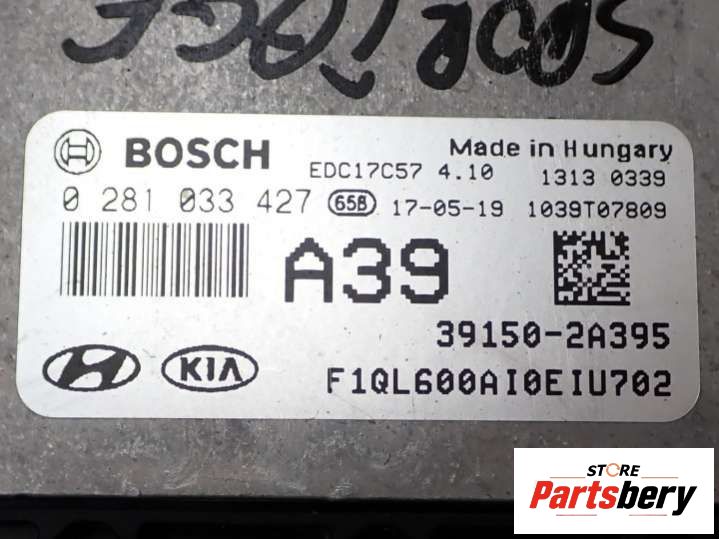 SPORTAGE
BOSCH
Made in Hungary
EDC17C57 4.10
1313 0339
0 281 033 427
65B
17-05-19
1039T07809
A39
39150-2A395
KIA
F1QL600AI0EIU702
STORE
Partsbery